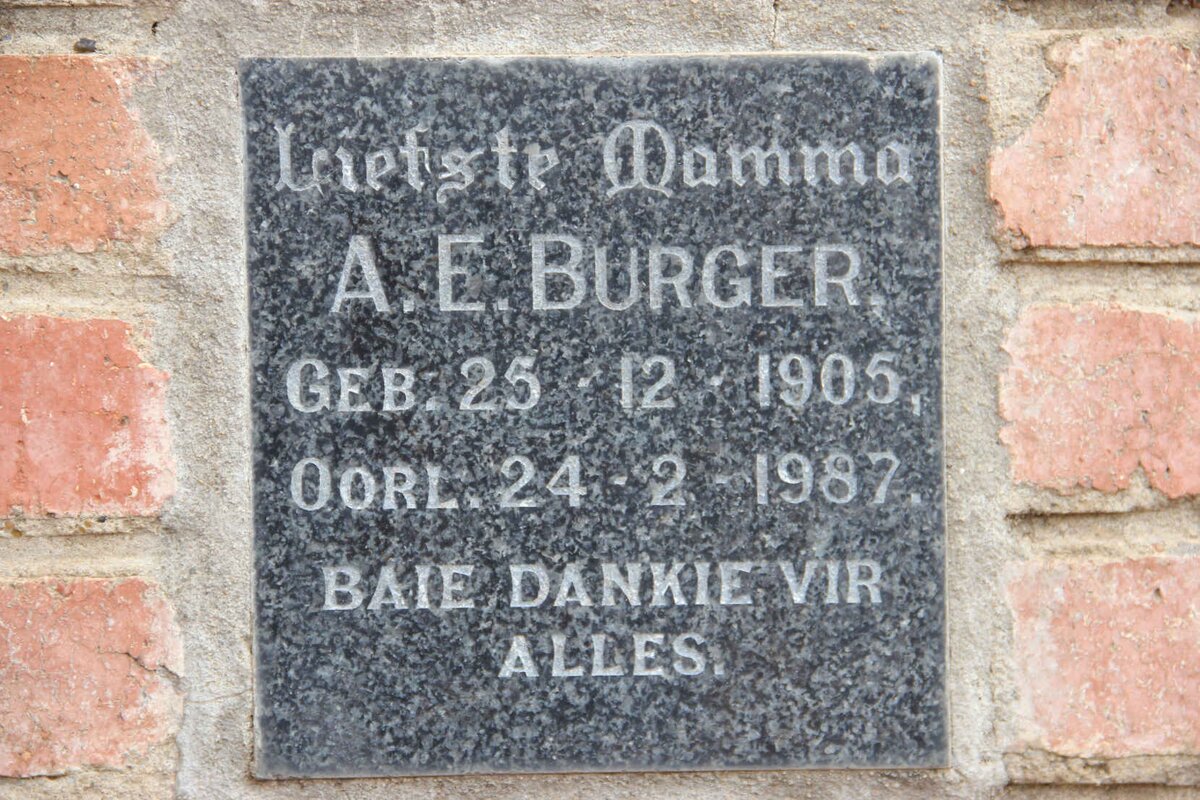 Liefste Mamma
A. E. BURGER.
GEB. 25 - 12 - 1905,
OORL. 24 - 2 - 1987.
BAIE DANKIE VIR
ALLES.